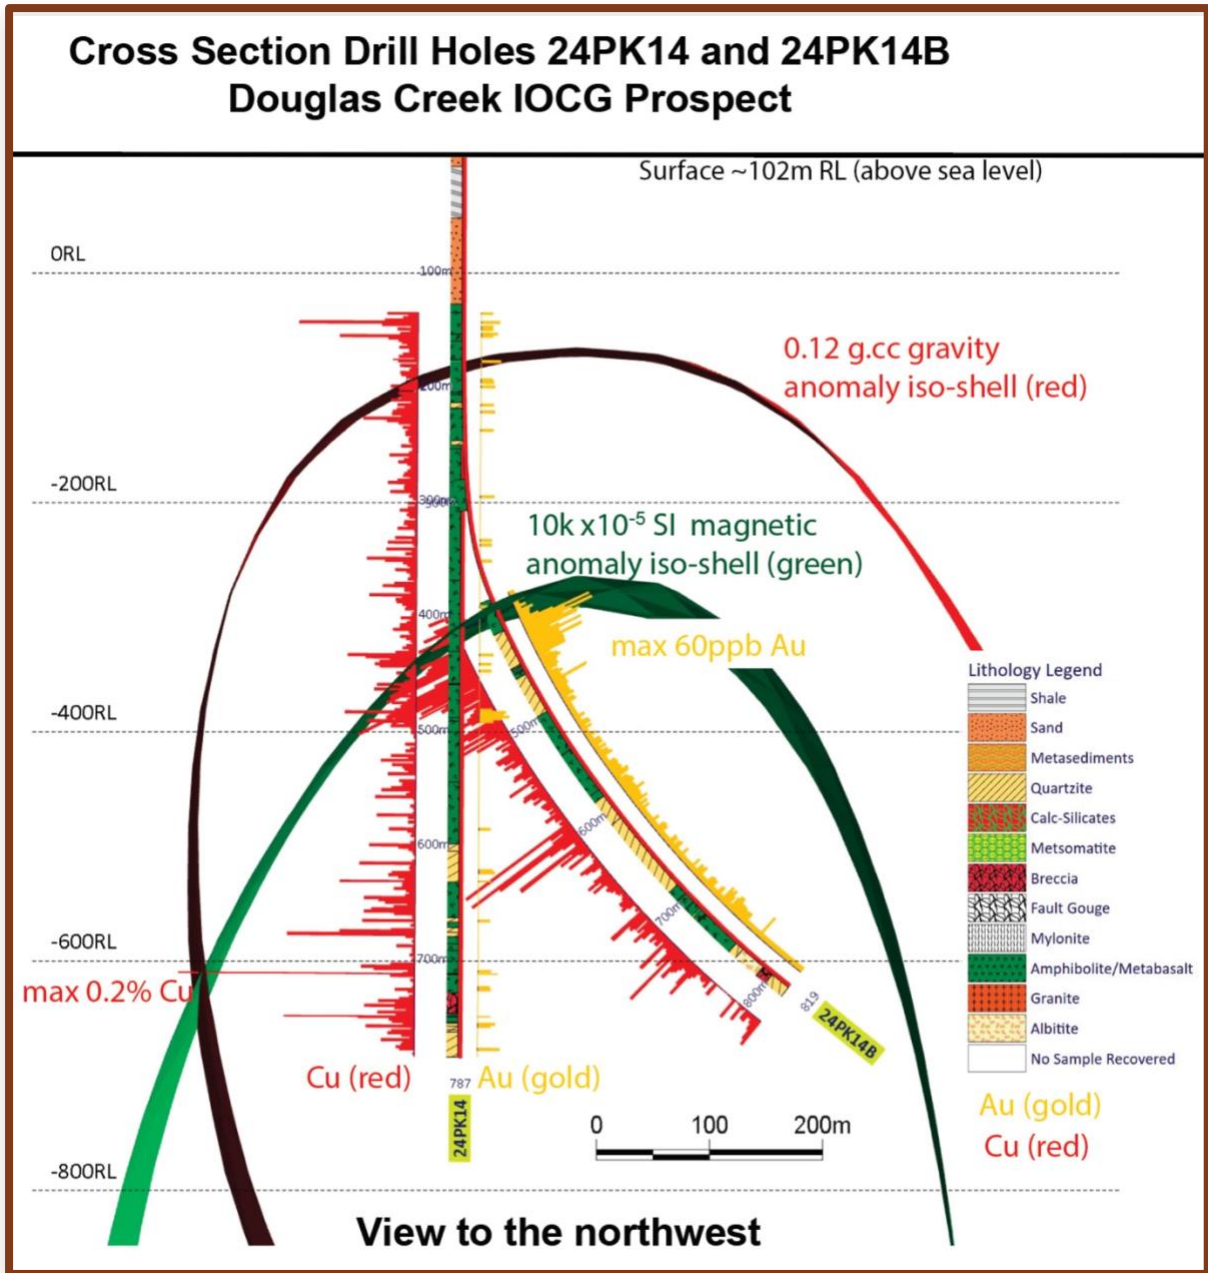 Cross Section Drill Holes 24PK14 and 24PK14B
Douglas Creek IOCG Prospect
Surface ~102m RL (above sea level)
0RL
100m
0.12 g.cc gravity
anomaly iso-shell (red)
200m
-200RL
300m
10k x10-5 SI magnetic
anomaly iso-shell (green)
400m
max 60ppb Au
Lithology Legend
Shale
-400RL
Sand
500m
500m
Metasediments
Quartzite
Calc-Silicates
600m
600m
Metsomatite
Breccia
700m
Fault Gouge
-600RL
Mylonite
700m
Amphibolite/Metabasalt
max 0.2% Cu
800m
819
24PK14B
Granite
Albitite
No Sample Recovered
Cu (red)
787
Au (gold)
24PK14
0 100 200m
Au (gold)
Cu (red)
-800RL
View to the northwest